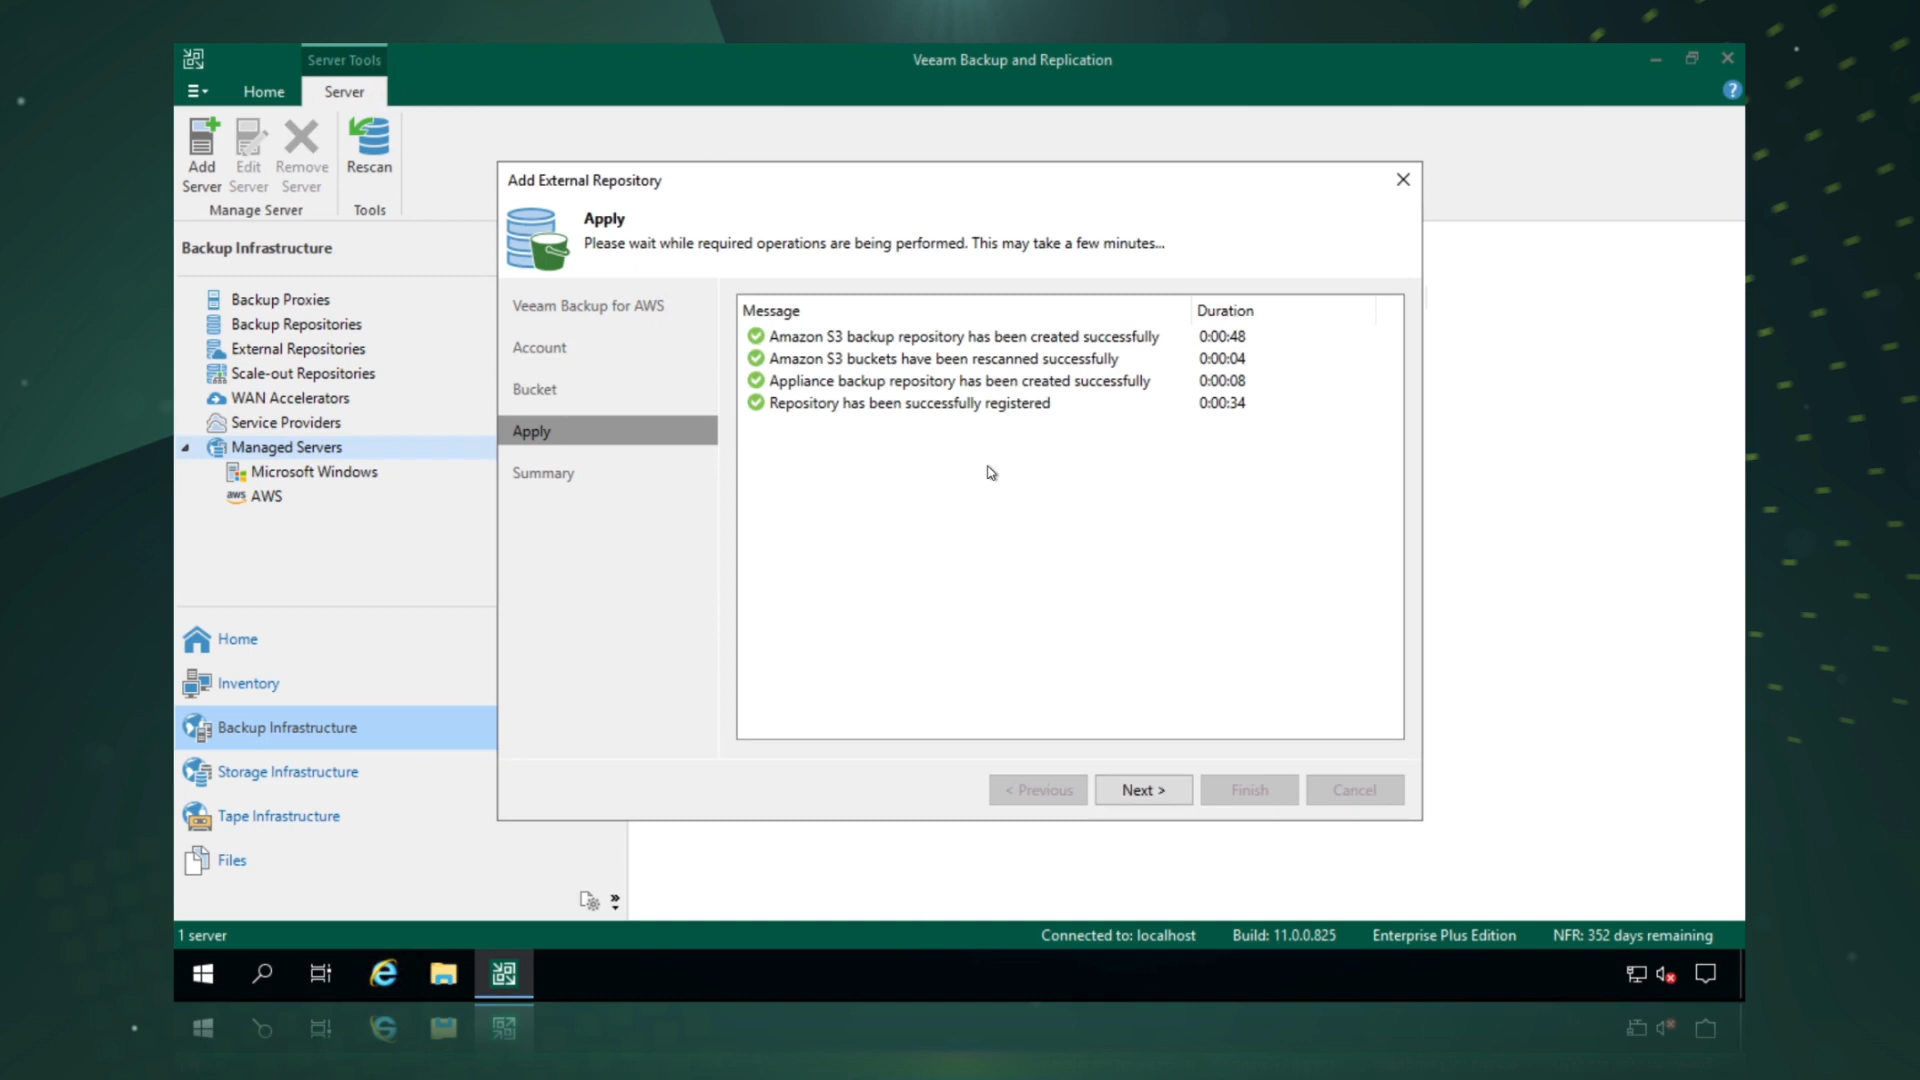 Server Tools
Veeam Backup and Replication
Home
Server
?
Add Server
Edit Server
Remove Server
Rescan
Manage Server
Tools
Backup Infrastructure
Backup Proxies
Backup Repositories
External Repositories
Scale-out Repositories
WAN Accelerators
Service Providers
Managed Servers
Microsoft Windows
aws AWS
Home
Inventory
Backup Infrastructure
Storage Infrastructure
Tape Infrastructure
Files
Add External Repository
Apply
Please wait while required operations are being performed. This may take a few minutes...
Veeam Backup for AWS
Account
Bucket
Apply
Summary
Message Duration
Amazon S3 backup repository has been created successfully 0:00:48
Amazon S3 buckets have been rescanned successfully 0:00:04
Appliance backup repository has been created successfully 0:00:08
Repository has been successfully registered 0:00:34
< Previous
Next >
Finish
Cancel
1 server
Connected to: localhost
Build: 11.0.0.825
Enterprise Plus Edition
NFR: 352 days remaining